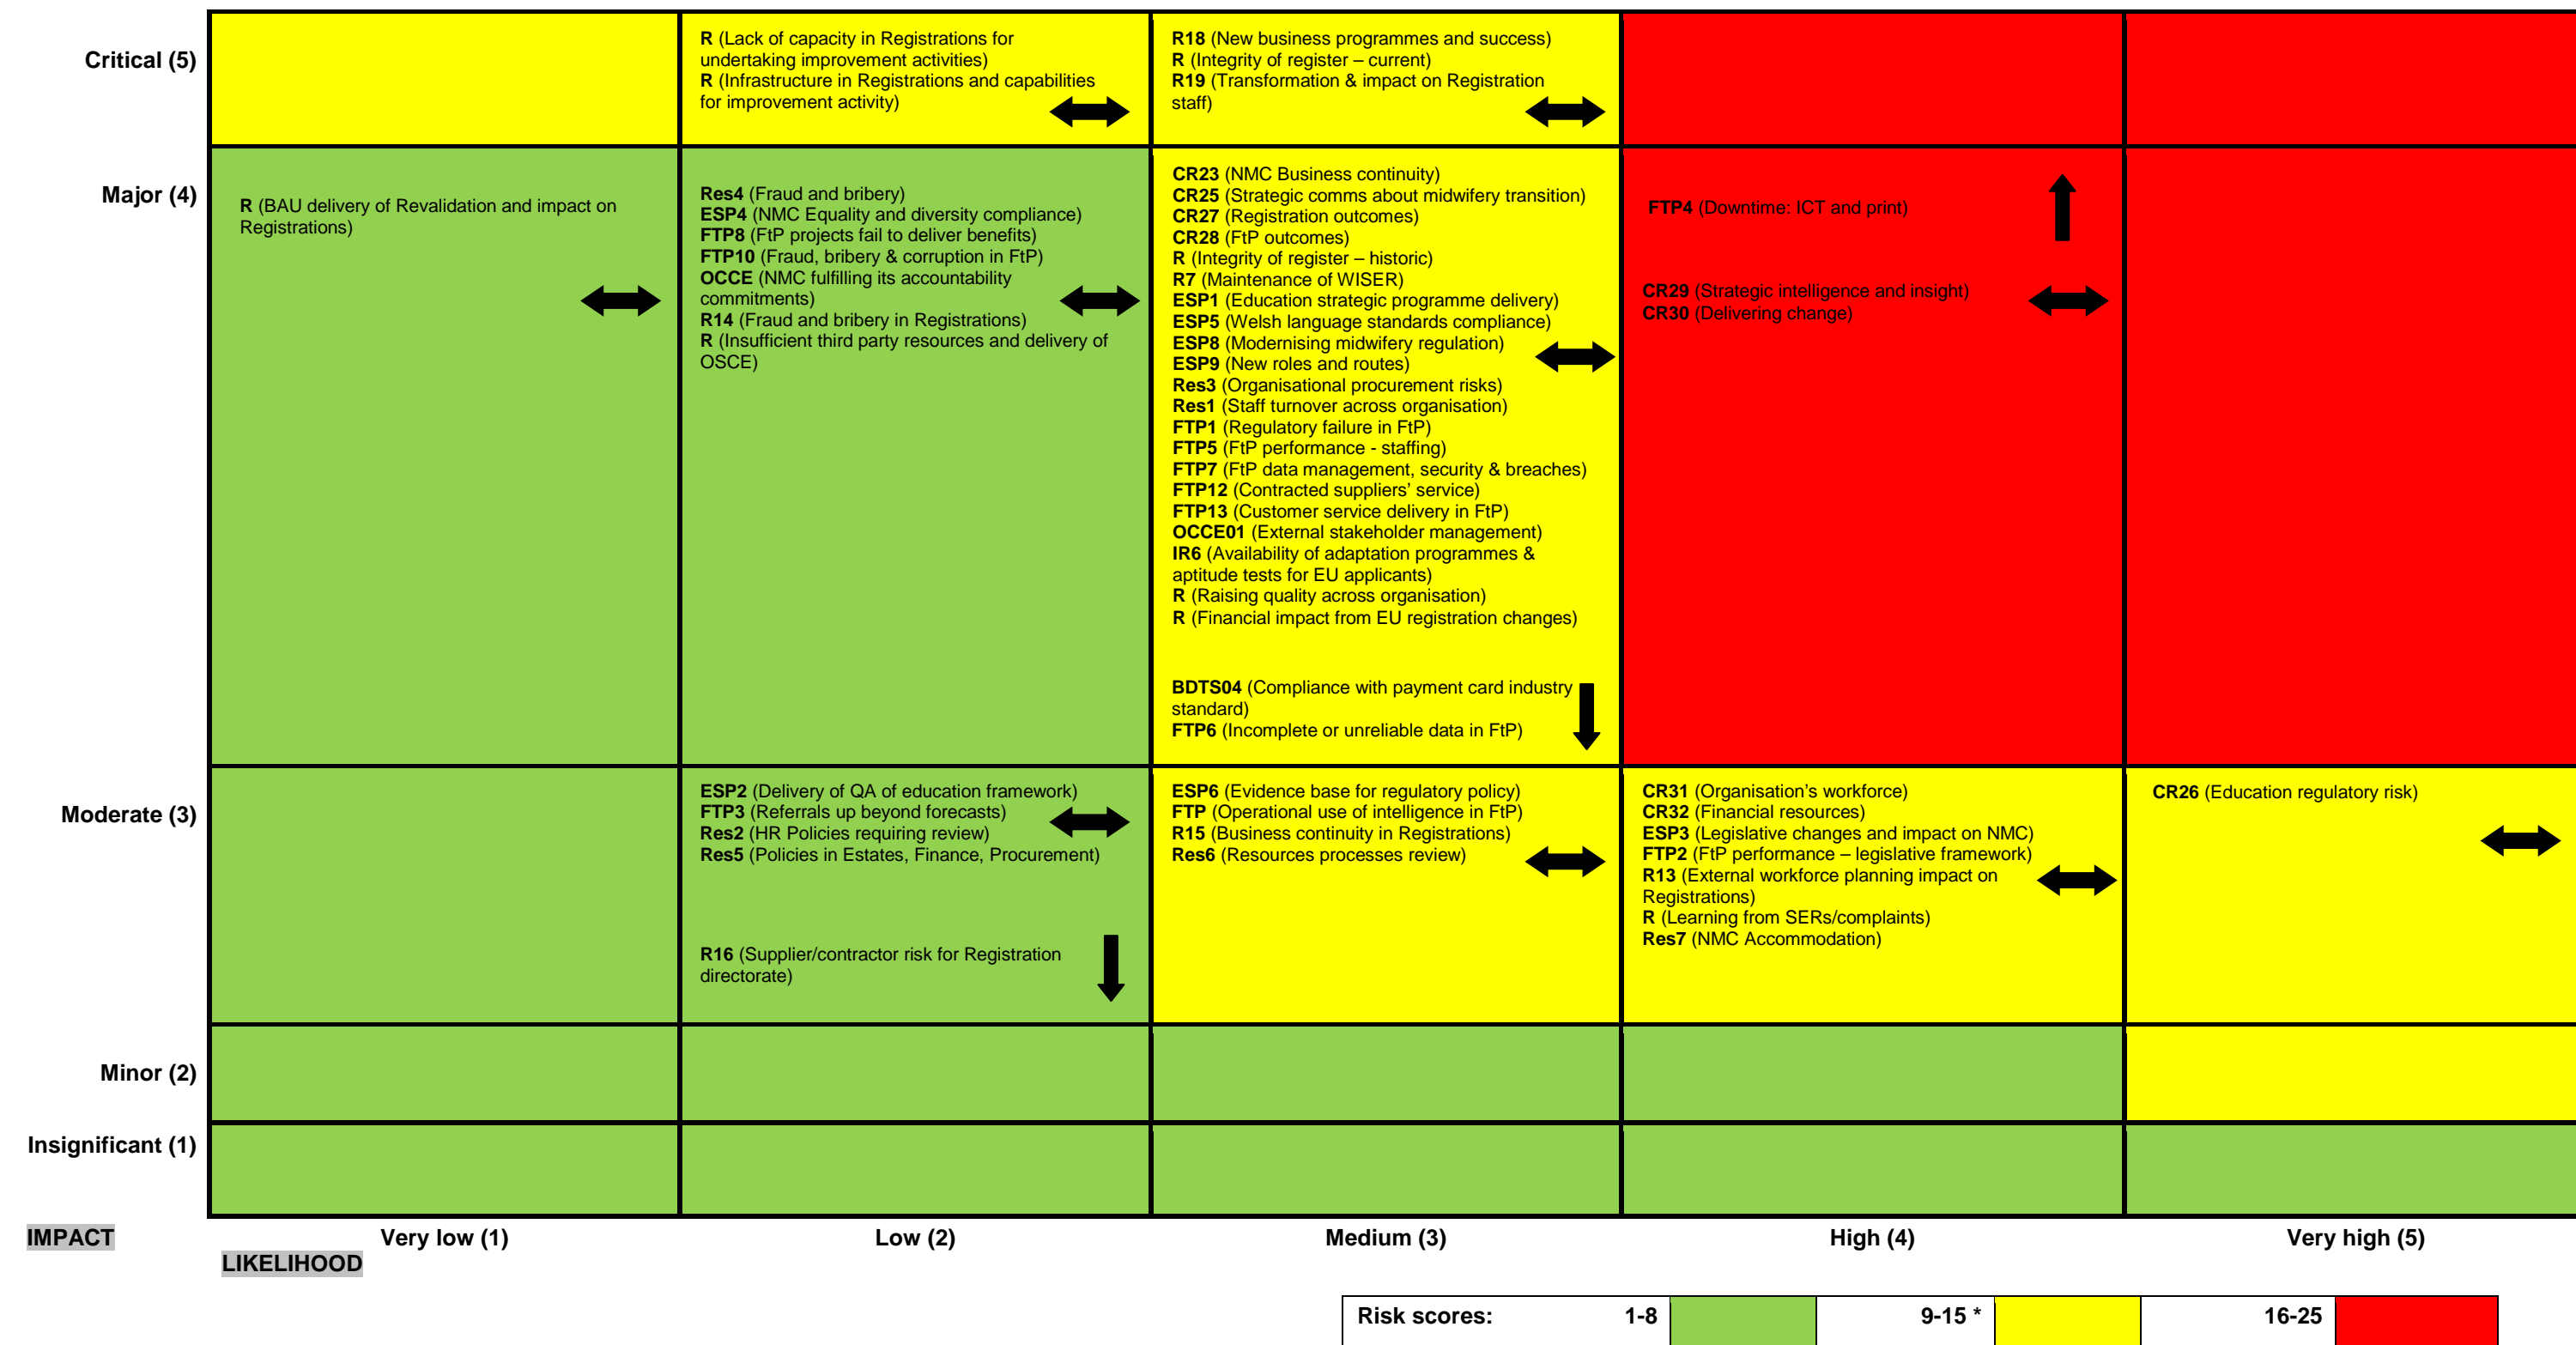 Critical (5)
R (Lack of capacity in Registrations for
undertaking improvement activities)
R (Infrastructure in Registrations and capabilities
for improvement activity)
R18 (New business programmes and success)
R (Integrity of register – current)
R19 (Transformation & impact on Registration
staff)
Major (4)
R (BAU delivery of Revalidation and impact on
Registrations)
Res4 (Fraud and bribery)
ESP4 (NMC Equality and diversity compliance)
FTP8 (FtP projects fail to deliver benefits)
FTP10 (Fraud, bribery & corruption in FtP)
OCCE (NMC fulfilling its accountability
commitments)
R14 (Fraud and bribery in Registrations)
R (Insufficient third party resources and delivery of
OSCE)
CR23 (NMC Business continuity)
CR25 (Strategic comms about midwifery transition)
CR27 (Registration outcomes)
CR28 (FtP outcomes)
R (Integrity of register – historic)
R7 (Maintenance of WISER)
ESP1 (Education strategic programme delivery)
ESP5 (Welsh language standards compliance)
ESP8 (Modernising midwifery regulation)
ESP9 (New roles and routes)
Res3 (Organisational procurement risks)
Res1 (Staff turnover across organisation)
FTP1 (Regulatory failure in FtP)
FTP5 (FtP performance - staffing)
FTP7 (FtP data management, security & breaches)
FTP12 (Contracted suppliers’ service)
FTP13 (Customer service delivery in FtP)
OCCE01 (External stakeholder management)
IR6 (Availability of adaptation programmes &
aptitude tests for EU applicants)
R (Raising quality across organisation)
R (Financial impact from EU registration changes)
BDTS04 (Compliance with payment card industry
standard)
FTP6 (Incomplete or unreliable data in FtP)
FTP4 (Downtime: ICT and print)
CR29 (Strategic intelligence and insight)
CR30 (Delivering change)
Moderate (3)
ESP2 (Delivery of QA of education framework)
FTP3 (Referrals up beyond forecasts)
Res2 (HR Policies requiring review)
Res5 (Policies in Estates, Finance, Procurement)
R16 (Supplier/contractor risk for Registration
directorate)
ESP6 (Evidence base for regulatory policy)
FTP (Operational use of intelligence in FtP)
R15 (Business continuity in Registrations)
Res6 (Resources processes review)
CR31 (Organisation’s workforce)
CR32 (Financial resources)
ESP3 (Legislative changes and impact on NMC)
FTP2 (FtP performance – legislative framework)
R13 (External workforce planning impact on
Registrations)
R (Learning from SERs/complaints)
Res7 (NMC Accommodation)
CR26 (Education regulatory risk)
Minor (2)
Insignificant (1)
IMPACT
Very low (1)
Low (2)
Medium (3)
High (4)
Very high (5)
LIKELIHOOD
Risk scores:
1-8
9-15 *
16-25